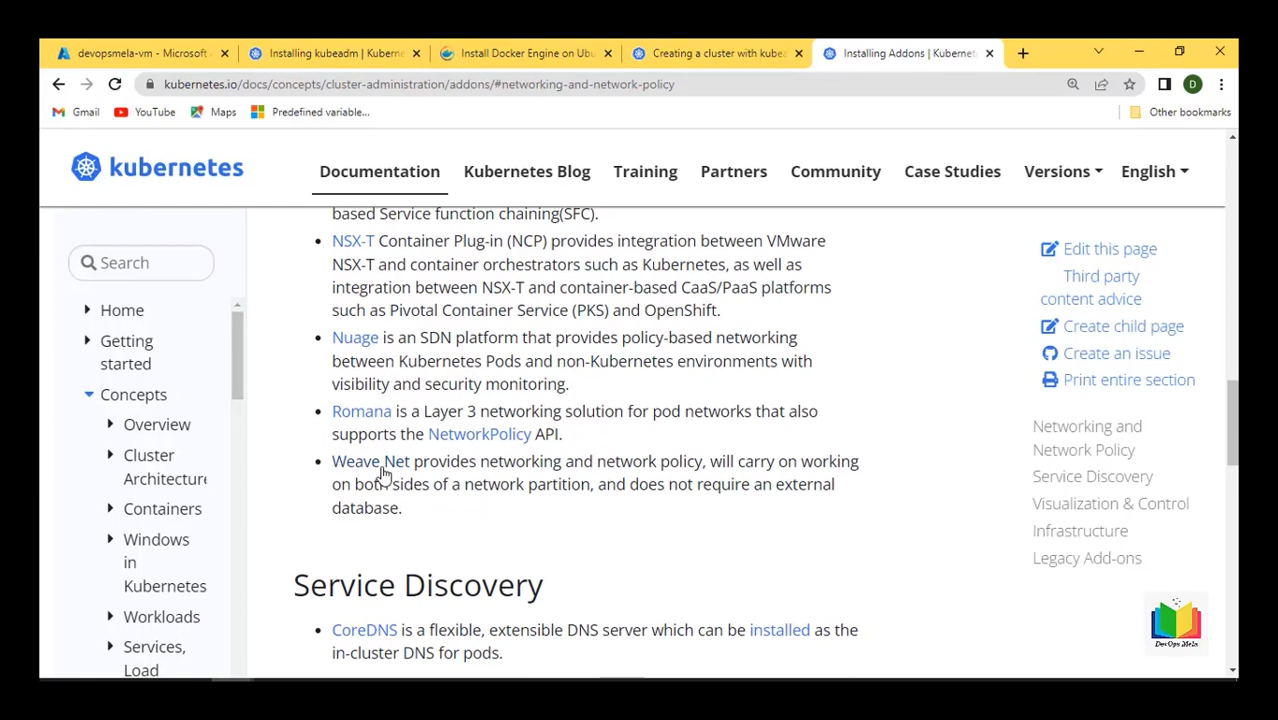 devopsmela-vm - Microsoft
Installing kubeadm | Kuberne
Install Docker Engine on Ubu
Creating a cluster with kubea
Installing Addons | Kubernet
kubernetes.io/docs/concepts/cluster-administration/addons/#networking-and-network-policy
D
Gmail
YouTube
Maps
Predefined variable...
Other bookmarks
kubernetes
Documentation
Kubernetes Blog
Training
Partners
Community
Case Studies
Versions
English
Search
Home
Getting
started
Concepts
Overview
Cluster
Architecture
Containers
Windows
in
Kubernetes
Workloads
Services,
Load
based Service function chaining(SFC).
NSX-T Container Plug-in (NCP) provides integration between VMware
NSX-T and container orchestrators such as Kubernetes, as well as
integration between NSX-T and container-based CaaS/PaaS platforms
such as Pivotal Container Service (PKS) and OpenShift.
Nuage is an SDN platform that provides policy-based networking
between Kubernetes Pods and non-Kubernetes environments with
visibility and security monitoring.
Romana is a Layer 3 networking solution for pod networks that also
supports the NetworkPolicy API.
Weave Net provides networking and network policy, will carry on working
on both sides of a network partition, and does not require an external
database.
Service Discovery
CoreDNS is a flexible, extensible DNS server which can be installed as the
in-cluster DNS for pods.
Edit this page
Third party
content advice
Create child page
Create an issue
Print entire section
Networking and
Network Policy
Service Discovery
Visualization & Control
Infrastructure
Legacy Add-ons
DevOps Mela